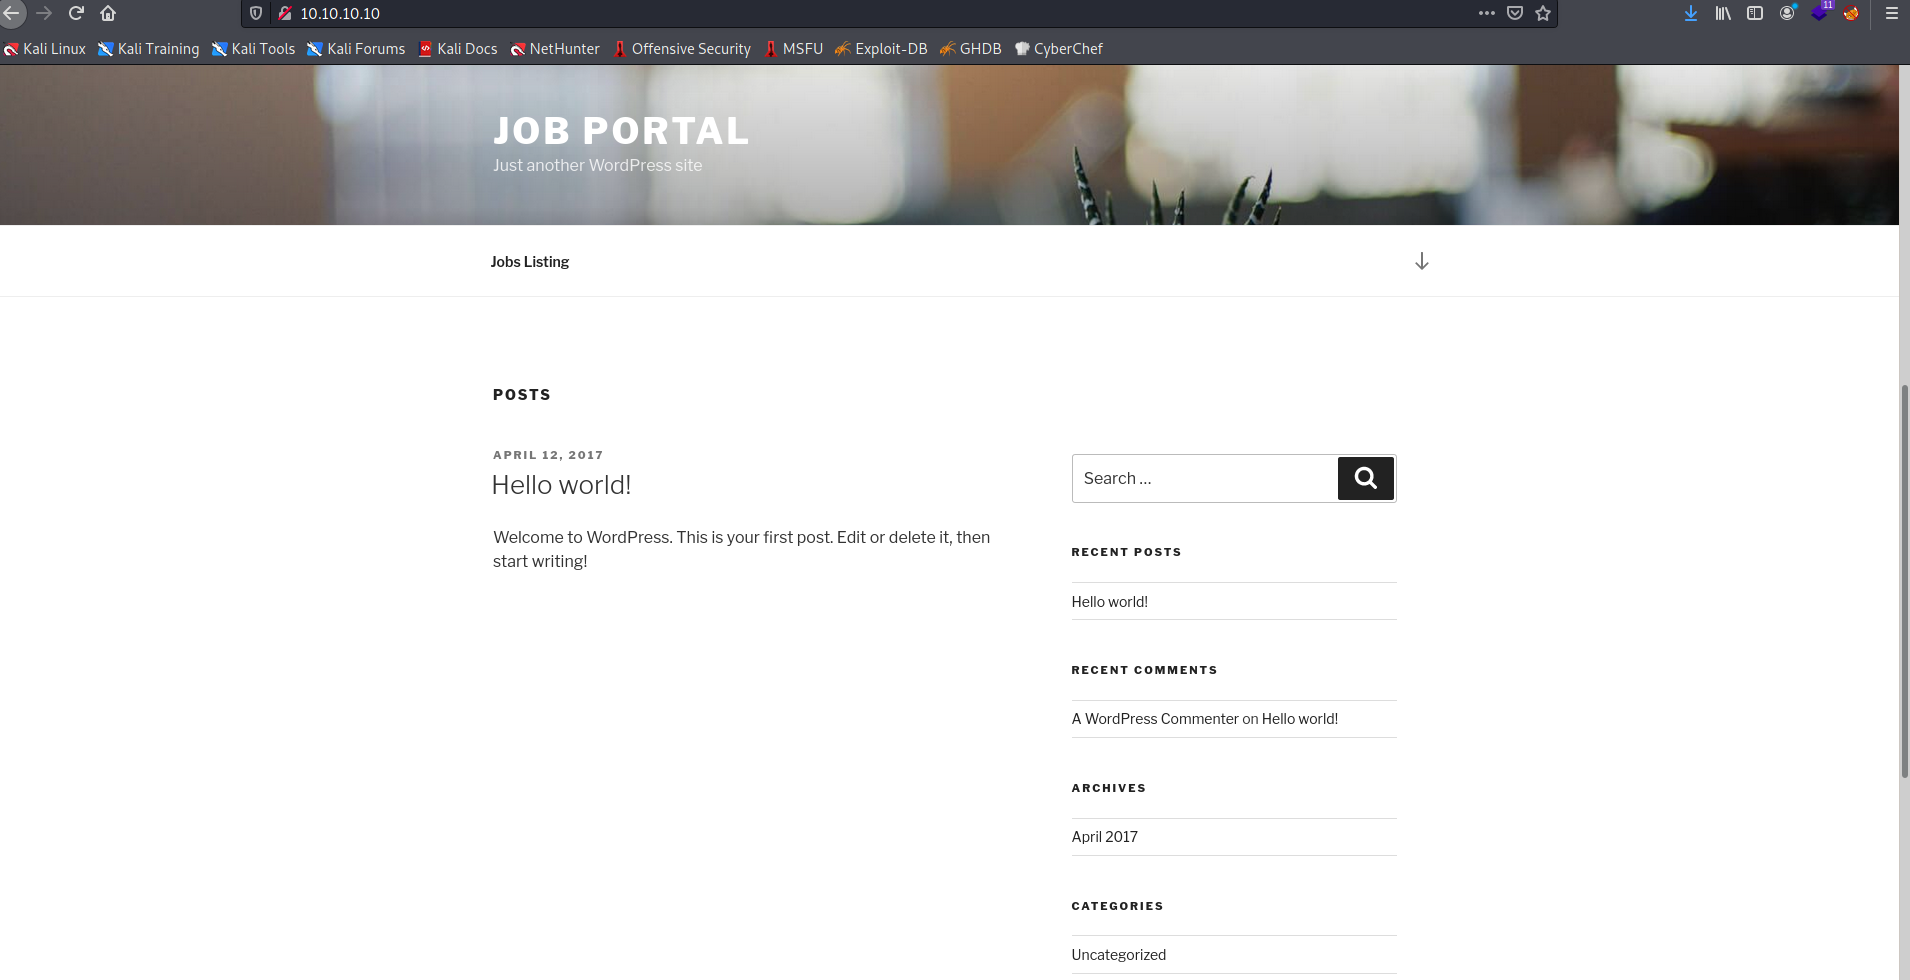 10.10.10.10
11
Kali Linux Kali Training Kali Tools Kali Forums Kali Docs NetHunter Offensive Security MSFU Exploit-DB GHDB CyberChef
JOB PORTAL
Just another WordPress site
Jobs Listing
POSTS
APRIL 12, 2017
Hello world!
Welcome to WordPress. This is your first post. Edit or delete it, then
start writing!
Search …
RECENT POSTS
Hello world!
RECENT COMMENTS
A WordPress Commenter on Hello world!
ARCHIVES
April 2017
CATEGORIES
Uncategorized